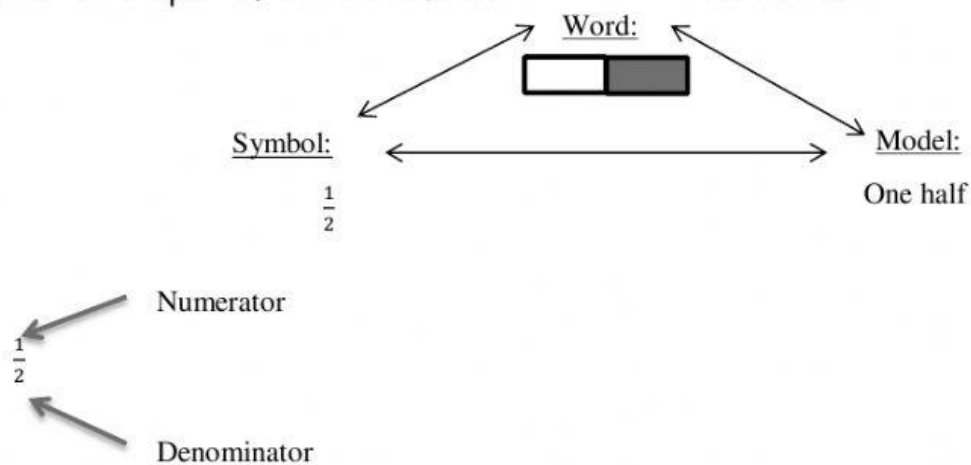 Word:
Symbol:
Model:
1/2
One half
Numerator
1/2
Denominator